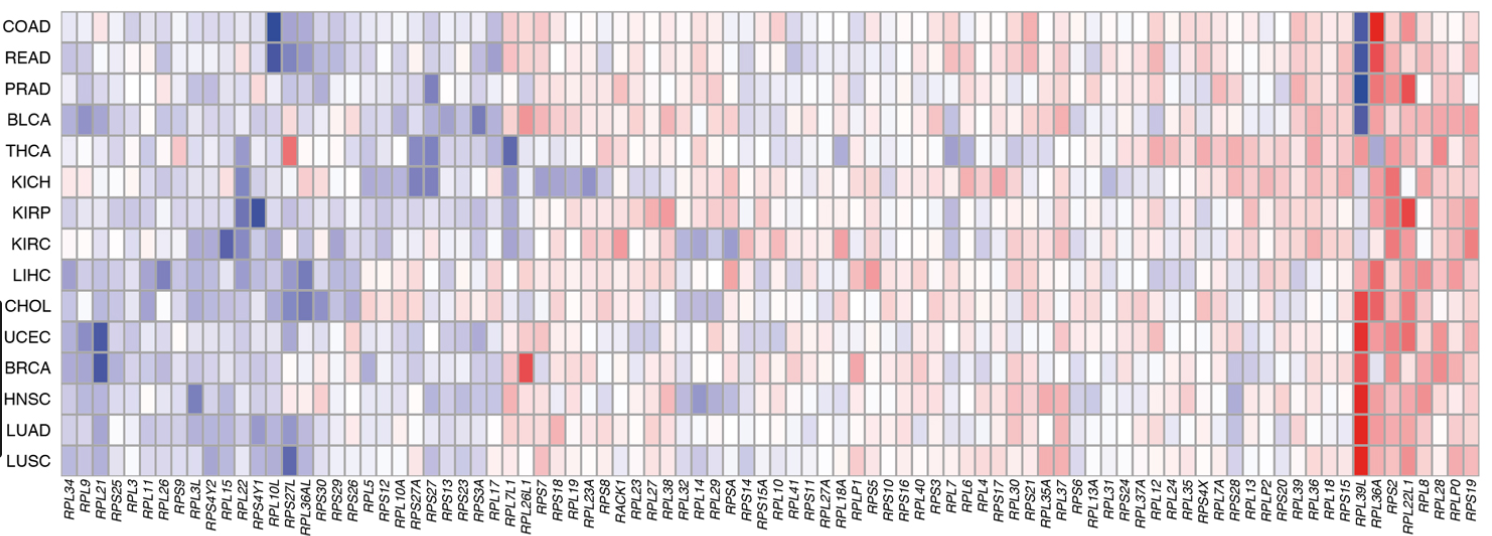 COAD
READ
PRAD
BLCA
THCA
KICH
KIRP
KIRC
LIHC
CHOL
UCEC
BRCA
HNSC
LUAD
LUSC
RPL34
RPL9
RPL21
RPS25
RPL3
RPL11
RPL26
RPS9
RPL3L
RPS4Y2
RPL15
RPL22
RPS4Y1
RPL10L
RPS27L
RPL36AL
RPS30
RPS29
RPS26
RPL5
RPS12
RPL10A
RPS27A
RPS27
RPS13
RPS23
RPS3A
RPL17
RPL7L1
RPL26L1
RPS7
RPS18
RPL19
RPL23A
RPS8
RACK1
RPL23
RPL27
RPL38
RPL32
RPL14
RPL29
RPSA
RPS14
RPS15A
RPL10
RPL41
RPS11
RPL27A
RPL18A
RPLP1
RPS5
RPS10
RPS16
RPL40
RPS3
RPL7
RPL6
RPL4
RPS17
RPL30
RPS21
RPL35A
RPL37
RPS6
RPL13A
RPL31
RPS24
RPL37A
RPL12
RPL24
RPL35
RPS4X
RPL7A
RPS28
RPL13
RPLP2
RPS20
RPL39
RPL36
RPL18
RPS15
RPL39L
RPL36A
RPS2
RPL22L1
RPL8
RPL28
RPLP0
RPS19